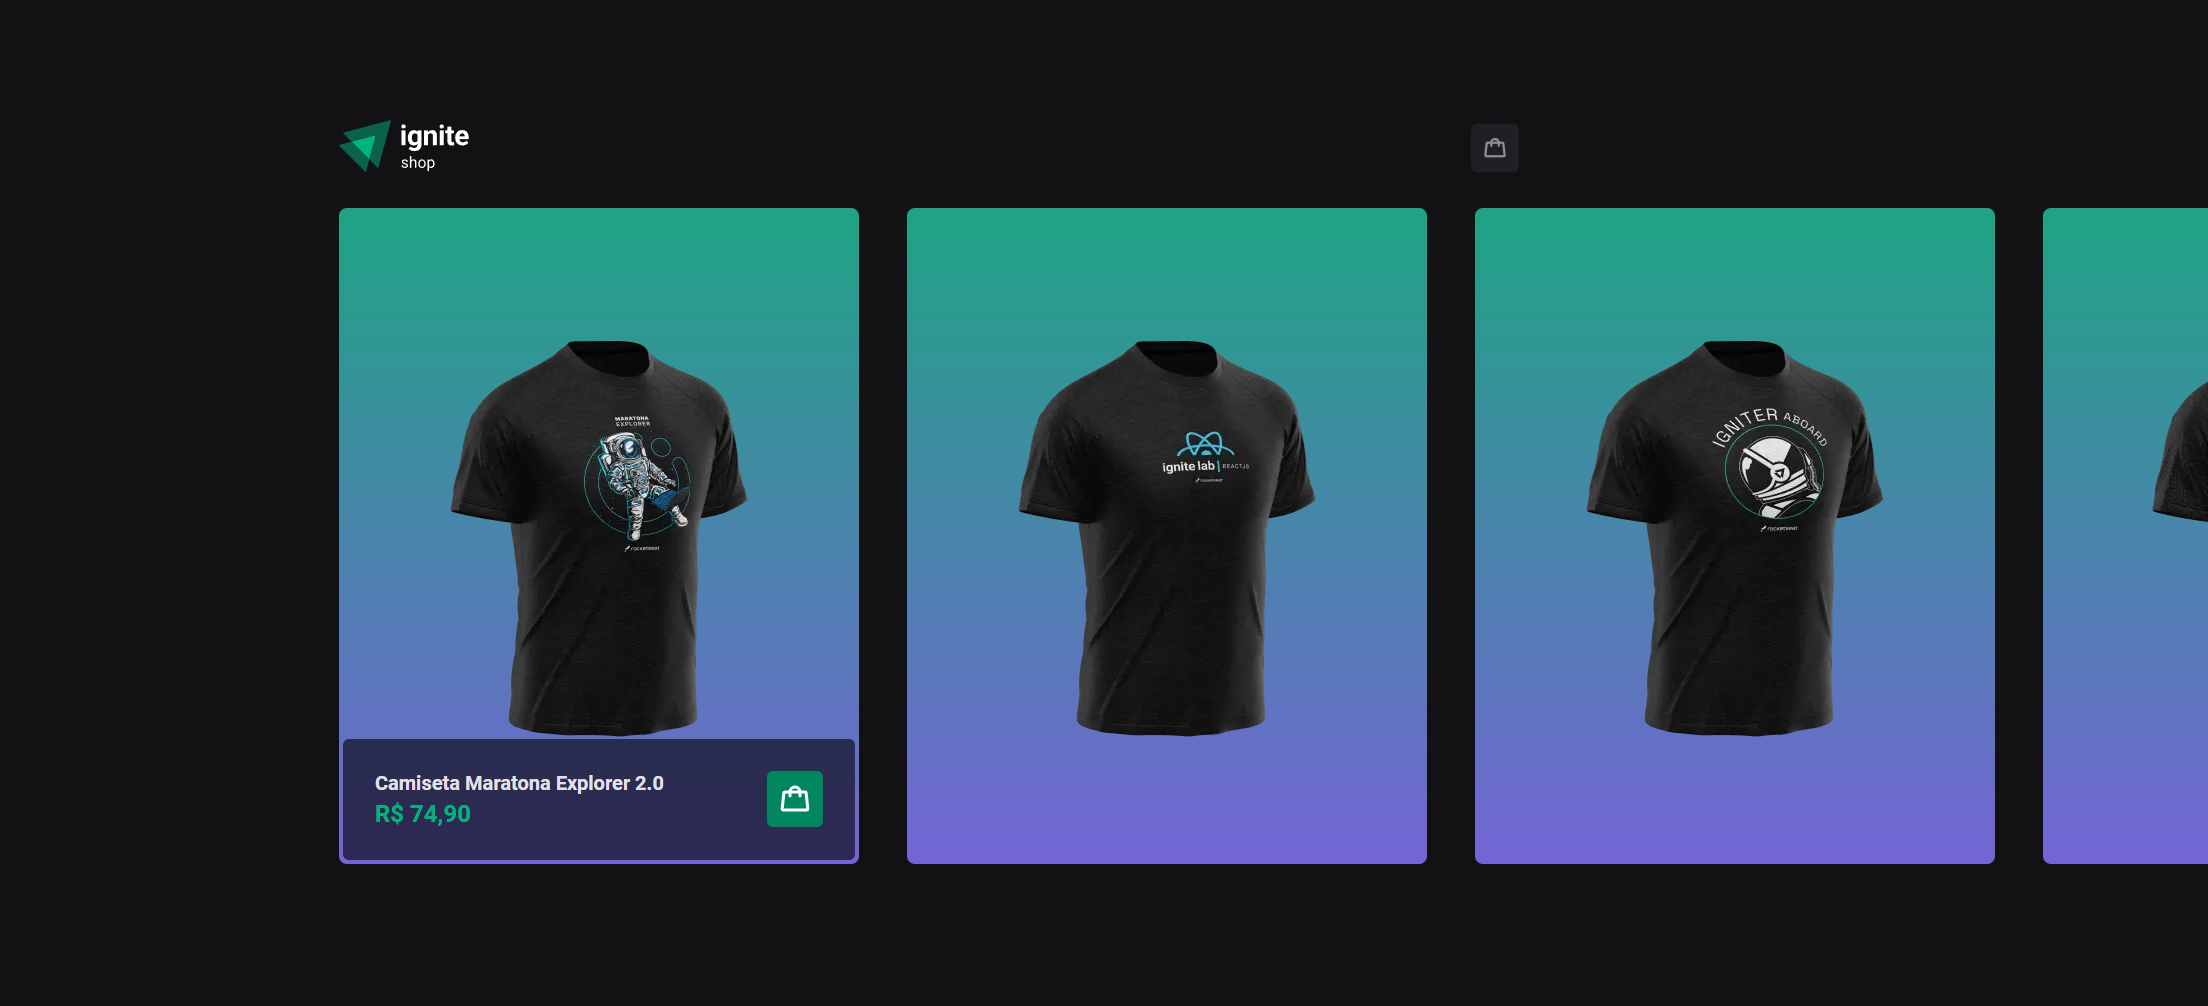 ignite
shop
MARATONA
EXPLORER
rocketseat
ignite lab | REACTJS
rocketseat
IGNITER ABOARD
rocketseat
Camiseta Maratona Explorer 2.0
R$ 74,90